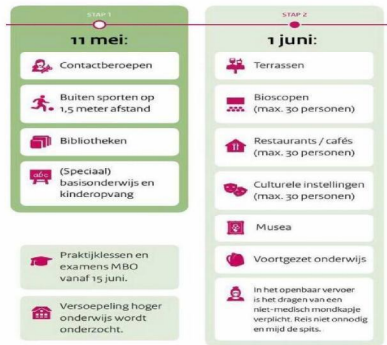 STAP 1
11 mei:
Contactberoepen
Buiten sporten op
1,5 meter afstand
Bibliotheken
abc
(Speciaal)
basisonderwijs en
kinderopvang
Praktijklessen en
examens MBO
vanaf 15 juni.
Versoepeling hoger
onderwijs wordt
onderzocht.
STAP 2
1 juni:
Terrassen
Bioscopen
(max. 30 personen)
Restaurants / cafés
(max. 30 personen)
Culturele instellingen
(max. 30 personen)
Musea
Voortgezet onderwijs
In het openbaar vervoer
is het dragen van een
niet-medisch mondkapje
verplicht. Reis niet onnodig
en mijd de spits.